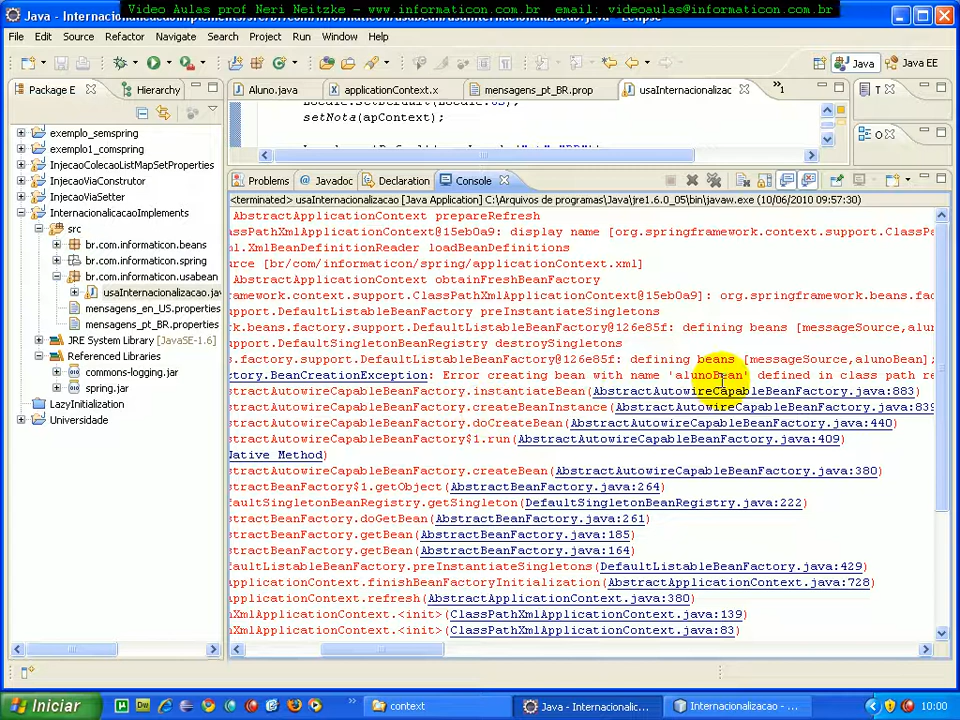 Video Aulas prof Neri Neitzke - www.informaticon.com.br email: videoaulas@informaticon.com.br
File Edit Source Refactor Navigate Search Project Run Window Help
Java Java EE
Package E Hierarchy
Aluno.java applicationContext.x mensagens_pt_BR.prop usaInternacionalizac »1
T
O
setNota(apContext);
exemplo_semspring
exemplo1_comspring
InjecaoColecaoListMapSetProperties
InjecaoViaConstrutor
InjecaoViaSetter
InternacionalicacaoImplements
src
br.com.informaticon.beans
br.com.informaticon.spring
br.com.informaticon.usabean
usaInternacionalizacao.jav
mensagens_en_US.properties
mensagens_pt_BR.properties
JRE System Library [JavaSE-1.6]
Referenced Libraries
commons-logging.jar
spring.jar
LazyInitialization
Universidade
Problems Javadoc Declaration Console
<terminated> usaInternacionalizacao [Java Application] C:\Arquivos de programas\Java\jre1.6.0_05\bin\javaw.exe (10/06/2010 09:57:30)
AbstractApplicationContext prepareRefresh
assPathXmlApplicationContext@15eb0a9: display name [org.springframework.context.support.ClassPa
l.XmlBeanDefinitionReader loadBeanDefinitions
urce [br/com/informaticon/spring/applicationContext.xml]
AbstractApplicationContext obtainFreshBeanFactory
ramework.context.support.ClassPathXmlApplicationContext@15eb0a9]: org.springframework.beans.fac
upport.DefaultListableBeanFactory preInstantiateSingletons
k.beans.factory.support.DefaultListableBeanFactory@126e85f: defining beans [messageSource,alun
upport.DefaultListableBeanFactory destroySingletons
s.factory.support.DefaultListableBeanFactory@126e85f: defining beans [messageSource,alunoBean];
ctory.BeanCreationException: Error creating bean with name 'alunoBean' defined in class path re
stractAutowireCapableBeanFactory.instantiateBean(AbstractAutowireCapableBeanFactory.java:883)
stractAutowireCapableBeanFactory.createBeanInstance(AbstractAutowireCapableBeanFactory.java:839
stractAutowireCapableBeanFactory.doCreateBean(AbstractAutowireCapableBeanFactory.java:440)
stractAutowireCapableBeanFactory$1.run(AbstractAutowireCapableBeanFactory.java:409)
Native Method)
stractAutowireCapableBeanFactory.createBean(AbstractAutowireCapableBeanFactory.java:380)
stractBeanFactory$1.getObject(AbstractBeanFactory.java:264)
faultSingletonBeanRegistry.getSingleton(DefaultSingletonBeanRegistry.java:222)
stractBeanFactory.doGetBean(AbstractBeanFactory.java:261)
stractBeanFactory.getBean(AbstractBeanFactory.java:185)
stractBeanFactory.getBean(AbstractBeanFactory.java:164)
faultListableBeanFactory.preInstantiateSingletons(DefaultListableBeanFactory.java:429)
pplicationContext.finishBeanFactoryInitialization(AbstractApplicationContext.java:728)
pplicationContext.refresh(AbstractApplicationContext.java:380)
hXmlApplicationContext.<init>(ClassPathXmlApplicationContext.java:139)
hXmlApplicationContext.<init>(ClassPathXmlApplicationContext.java:83)
Iniciar » context Java - Internacionalic... Internacionalizacao - ... 10:00